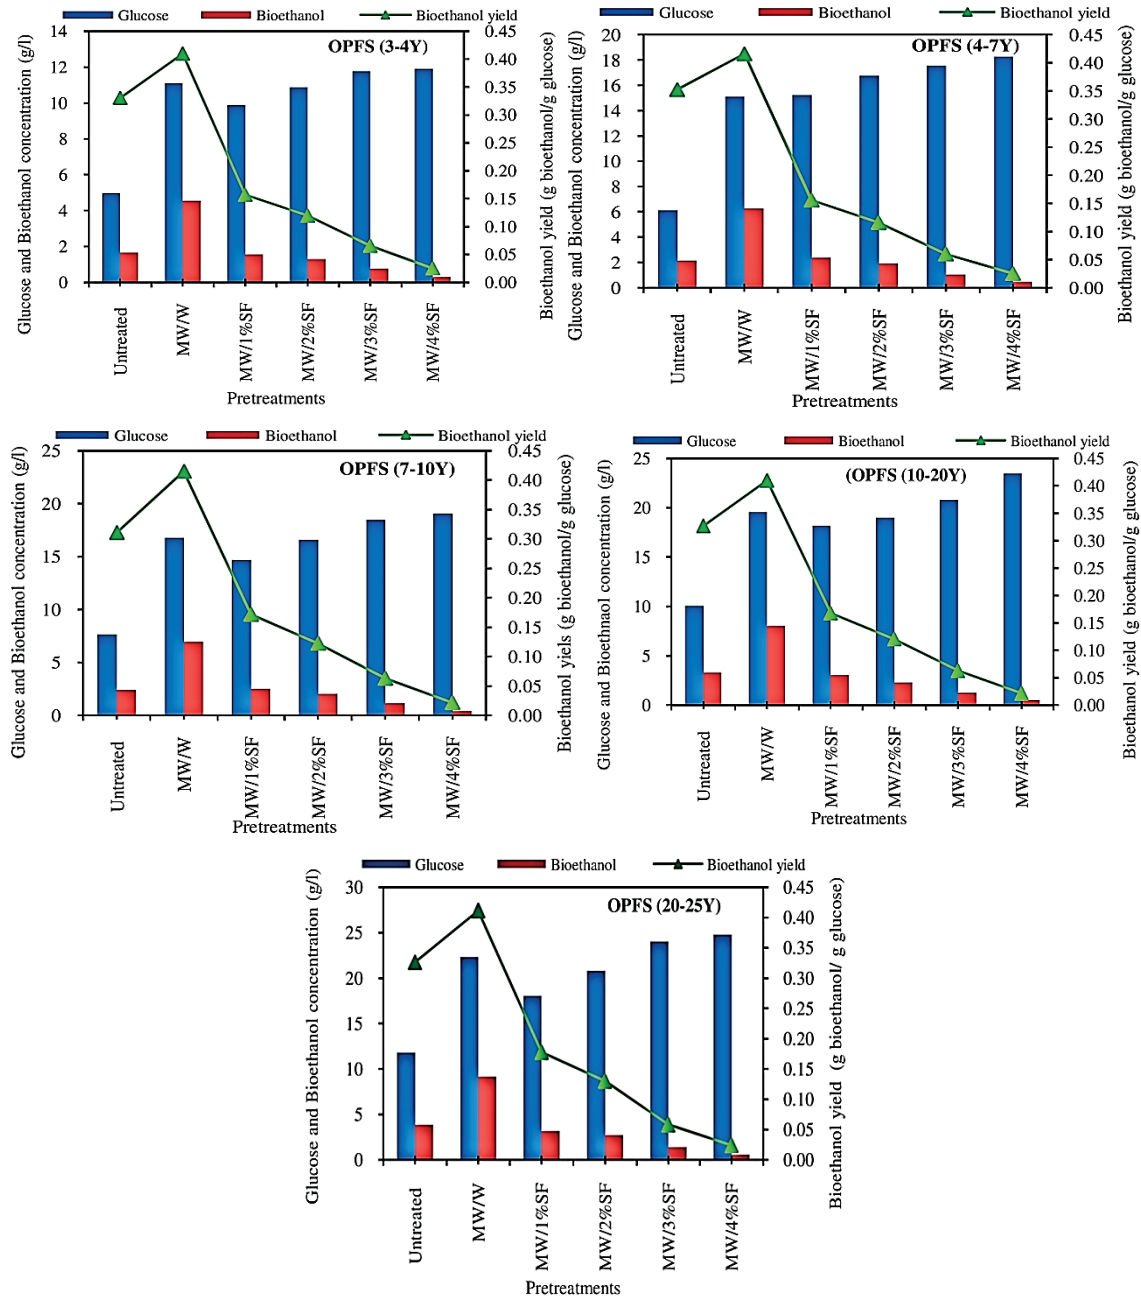 Glucose Bioethanol Bioethanol yield
OPFS (3-4Y)
Glucose and Bioethanol concentration (g/l)
14
12
10
8
6
4
2
0
0.45
0.40
0.35
0.30
0.25
0.20
0.15
0.10
0.05
0.00
Bioethanol yield (g bioethanol/g glucose)
Untreated
MW/W
MW/1%SF
MW/2%SF
MW/3%SF
MW/4%SF
Pretreatments
Glucose Bioethanol Bioethanol yield
OPFS (4-7Y)
Glucose and Bioethanol concentration (g/l)
20
18
16
14
12
10
8
6
4
2
0
0.45
0.40
0.35
0.30
0.25
0.20
0.15
0.10
0.05
0.00
Bioethanol yield (g bioethanol/g glucose)
Untreated
MW/W
MW/1%SF
MW/2%SF
MW/3%SF
MW/4%SF
Pretreatments
Glucose Bioethanol Bioethanol yield
OPFS (7-10Y)
Glucose and Bioethanol concentration (g/l)
25
20
15
10
5
0
0.45
0.40
0.35
0.30
0.25
0.20
0.15
0.10
0.05
0.00
Bioethanol yiels (g bioethanol/g glucose)
Untreated
MW/W
MW/1%SF
MW/2%SF
MW/3%SF
MW/4%SF
Pretreatments
Glucose Bioethanol Bioethanol yield
(OPFS (10-20Y)
Glucose and Bioethnaol concentration (g/l)
25
20
15
10
5
0
0.45
0.40
0.35
0.30
0.25
0.20
0.15
0.10
0.05
0.00
Bioethanol yield (g bioethanol/g glucose)
Untreated
MW/W
MW/1%SF
MW/2%SF
MW/3%SF
MW/4%SF
Pretreatments
Glucose Bioethanol Bioethanol yield
OPFS (20-25Y)
Glucose and Bioethanol concentration (g/l)
30
25
20
15
10
5
0
0.45
0.40
0.35
0.30
0.25
0.20
0.15
0.10
0.05
0.00
Bioethanol yield (g bioethanol/ g glucose)
Untreated
MW/W
MW/1%SF
MW/2%SF
MW/3%SF
MW/4%SF
Pretreatments